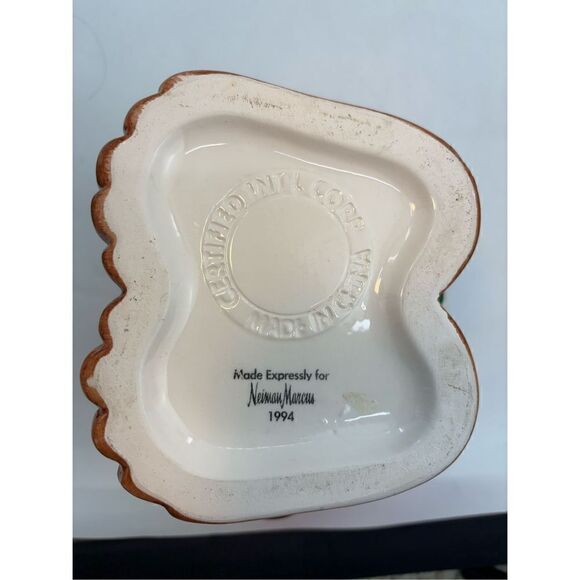 CERTIFIED INT'L CORP
MADE IN CHINA
Made Expressly for
Neiman Marcus
1994